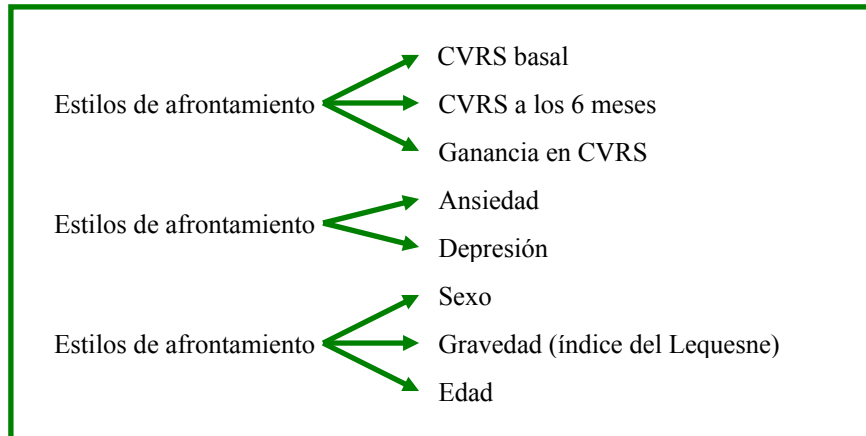 CVRS basal
Estilos de afrontamiento
CVRS a los 6 meses
Ganancia en CVRS
Ansiedad
Estilos de afrontamiento
Depresión
Sexo
Estilos de afrontamiento
Gravedad (índice del Lequesne)
Edad